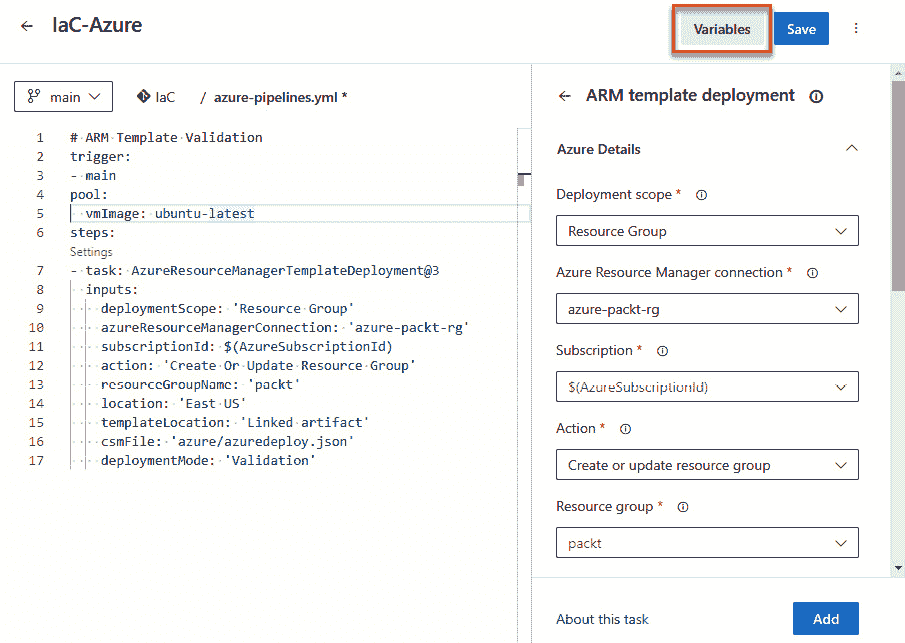 IaC-Azure
Variables
Save
main
IaC
/ azure-pipelines.yml *
1 # ARM Template Validation
2 trigger:
3 - main
4 pool:
5   vmImage: ubuntu-latest
6 steps:
Settings
7 - task: AzureResourceManagerTemplateDeployment@3
8   inputs:
9     deploymentScope: 'Resource Group'
10     azureResourceManagerConnection: 'azure-packt-rg'
11     subscriptionId: $(AzureSubscriptionId)
12     action: 'Create Or Update Resource Group'
13     resourceGroupName: 'packt'
14     location: 'East US'
15     templateLocation: 'Linked artifact'
16     csmFile: 'azure/azuredeploy.json'
17     deploymentMode: 'Validation'
ARM template deployment
Azure Details
Deployment scope *
Resource Group
Azure Resource Manager connection *
azure-packt-rg
Subscription *
$(AzureSubscriptionId)
Action *
Create or update resource group
Resource group *
packt
About this task
Add